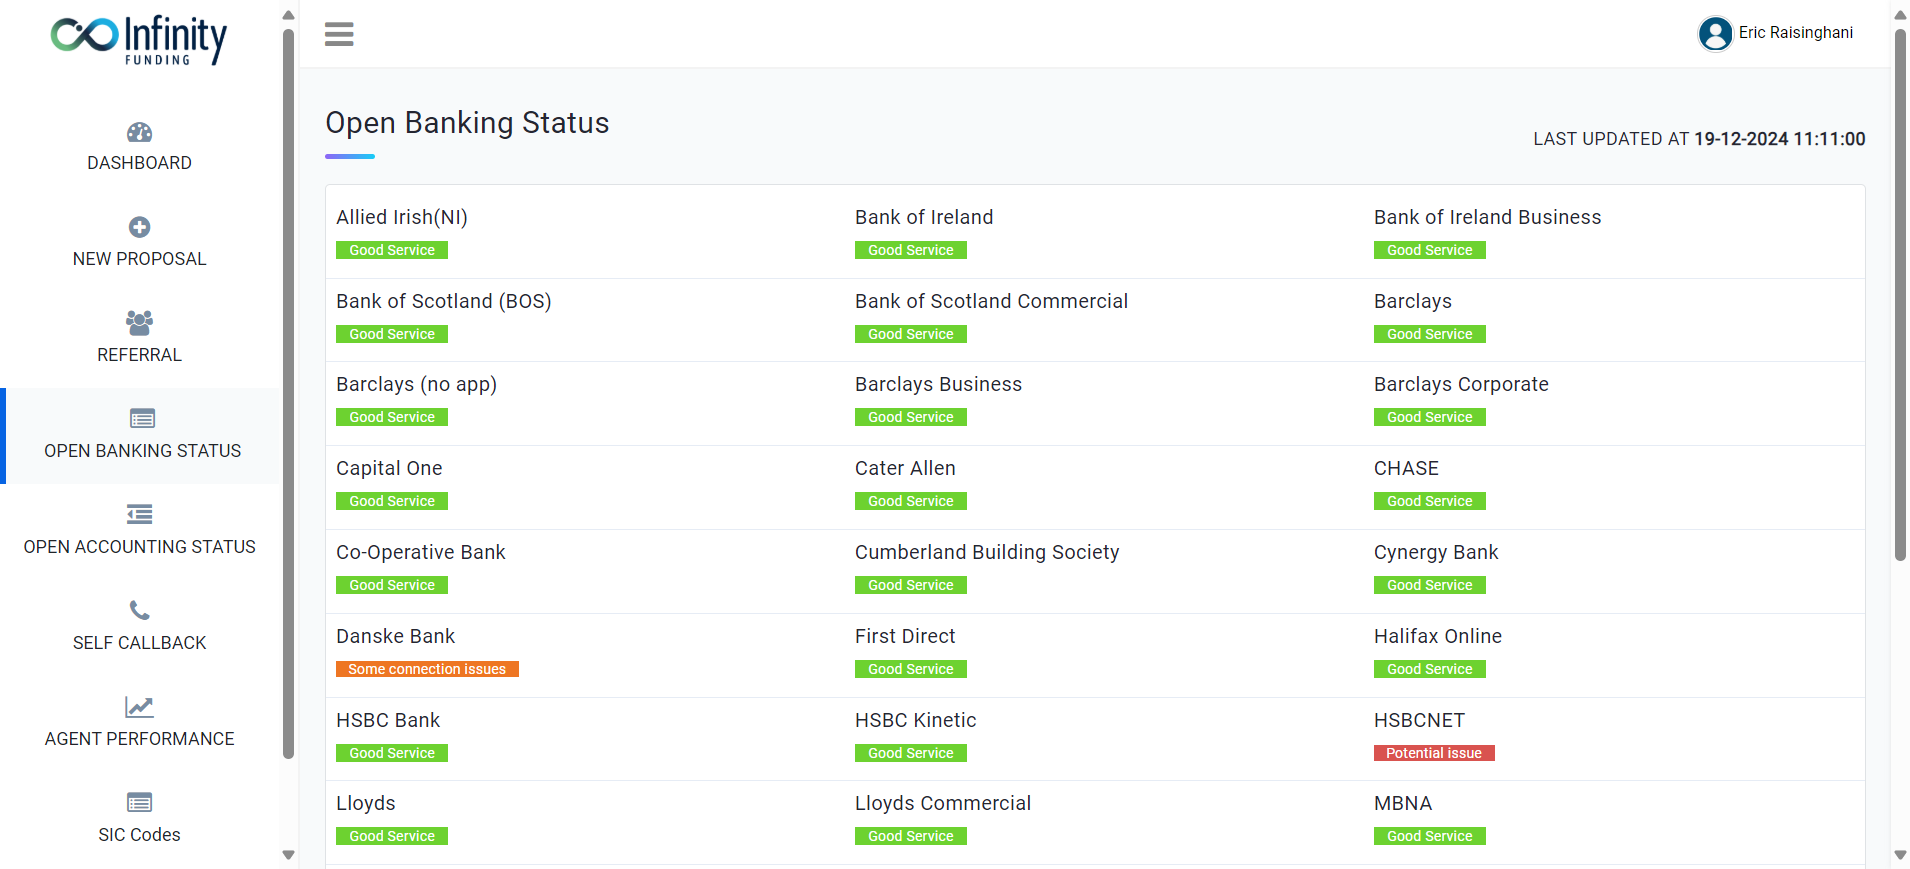 Infinity
FUNDING
Eric Raisinghani
DASHBOARD
NEW PROPOSAL
REFERRAL
OPEN BANKING STATUS
OPEN ACCOUNTING STATUS
SELF CALLBACK
AGENT PERFORMANCE
SIC Codes
Open Banking Status
LAST UPDATED AT 19-12-2024 11:11:00
Allied Irish(NI) Bank of Ireland Bank of Ireland Business
Good Service Good Service Good Service
Bank of Scotland (BOS) Bank of Scotland Commercial Barclays
Good Service Good Service Good Service
Barclays (no app) Barclays Business Barclays Corporate
Good Service Good Service Good Service
Capital One Cater Allen CHASE
Good Service Good Service Good Service
Co-Operative Bank Cumberland Building Society Cynergy Bank
Good Service Good Service Good Service
Danske Bank First Direct Halifax Online
Some connection issues Good Service Good Service
HSBC Bank HSBC Kinetic HSBCNET
Good Service Good Service Potential issue
Lloyds Lloyds Commercial MBNA
Good Service Good Service Good Service